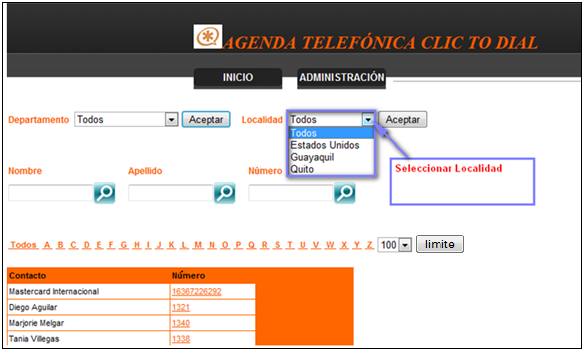 AGENDA TELEFÓNICA CLIC TO DIAL
INICIO ADMINISTRACIÓN
Departamento Todos Aceptar Localidad Todos Aceptar
Todos
Estados Unidos
Guayaquil
Quito
Seleccionar Localidad
Nombre Apellido Número
Todos A B C D E F G H I J K L M N O P Q R S T U V W X Y Z 100 limite
Contacto Número
Mastercard Internacional 16367226292
Diego Aguilar 1321
Marjorie Melgar 1340
Tania Villegas 1338